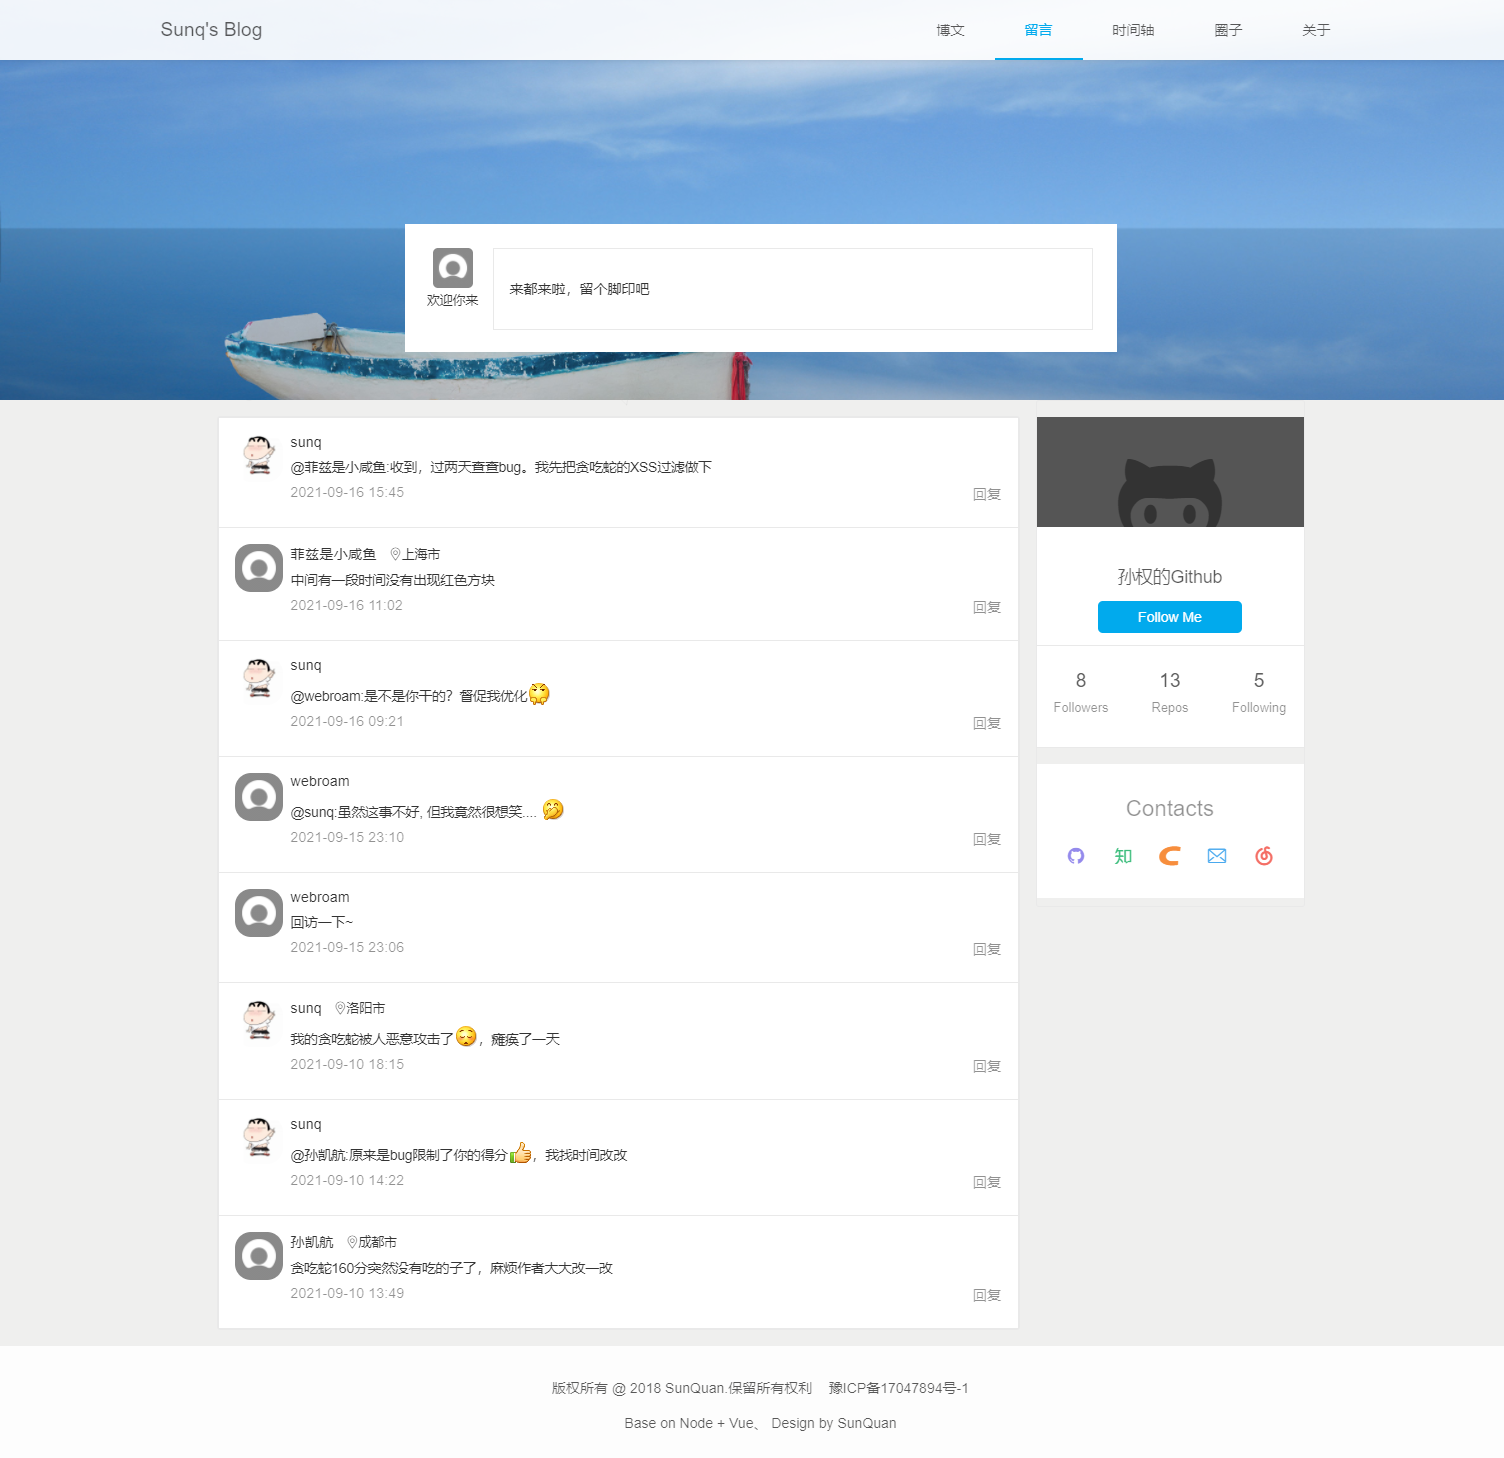 Sunq's Blog
博文
留言
时间轴
圈子
关于
欢迎你来
来都来啦，留个脚印吧
sunq
@菲兹是小咸鱼:收到，过两天查查bug。我先把贪吃蛇的XSS过滤做下
2021-09-16 15:45
回复
菲兹是小咸鱼 上海市
中间有一段时间没有出现红色方块
2021-09-16 11:02
回复
sunq
@webroam:是不是你干的？督促我优化
2021-09-16 09:21
回复
webroam
@sunq:虽然这事不好, 但我竟然很想笑....
2021-09-15 23:10
回复
webroam
回访一下~
2021-09-15 23:06
回复
sunq 洛阳市
我的贪吃蛇被人恶意攻击了，瘫痪了一天
2021-09-10 18:15
回复
sunq
@孙凯航:原来是bug限制了你的得分，我找时间改改
2021-09-10 14:22
回复
孙凯航 成都市
贪吃蛇160分突然没有吃的子了，麻烦作者大大改一改
2021-09-10 13:49
回复
孙权的Github
Follow Me
8 13 5
Followers Repos Following
Contacts
知
版权所有 @ 2018 SunQuan.保留所有权利 豫ICP备17047894号-1
Base on Node + Vue、 Design by SunQuan